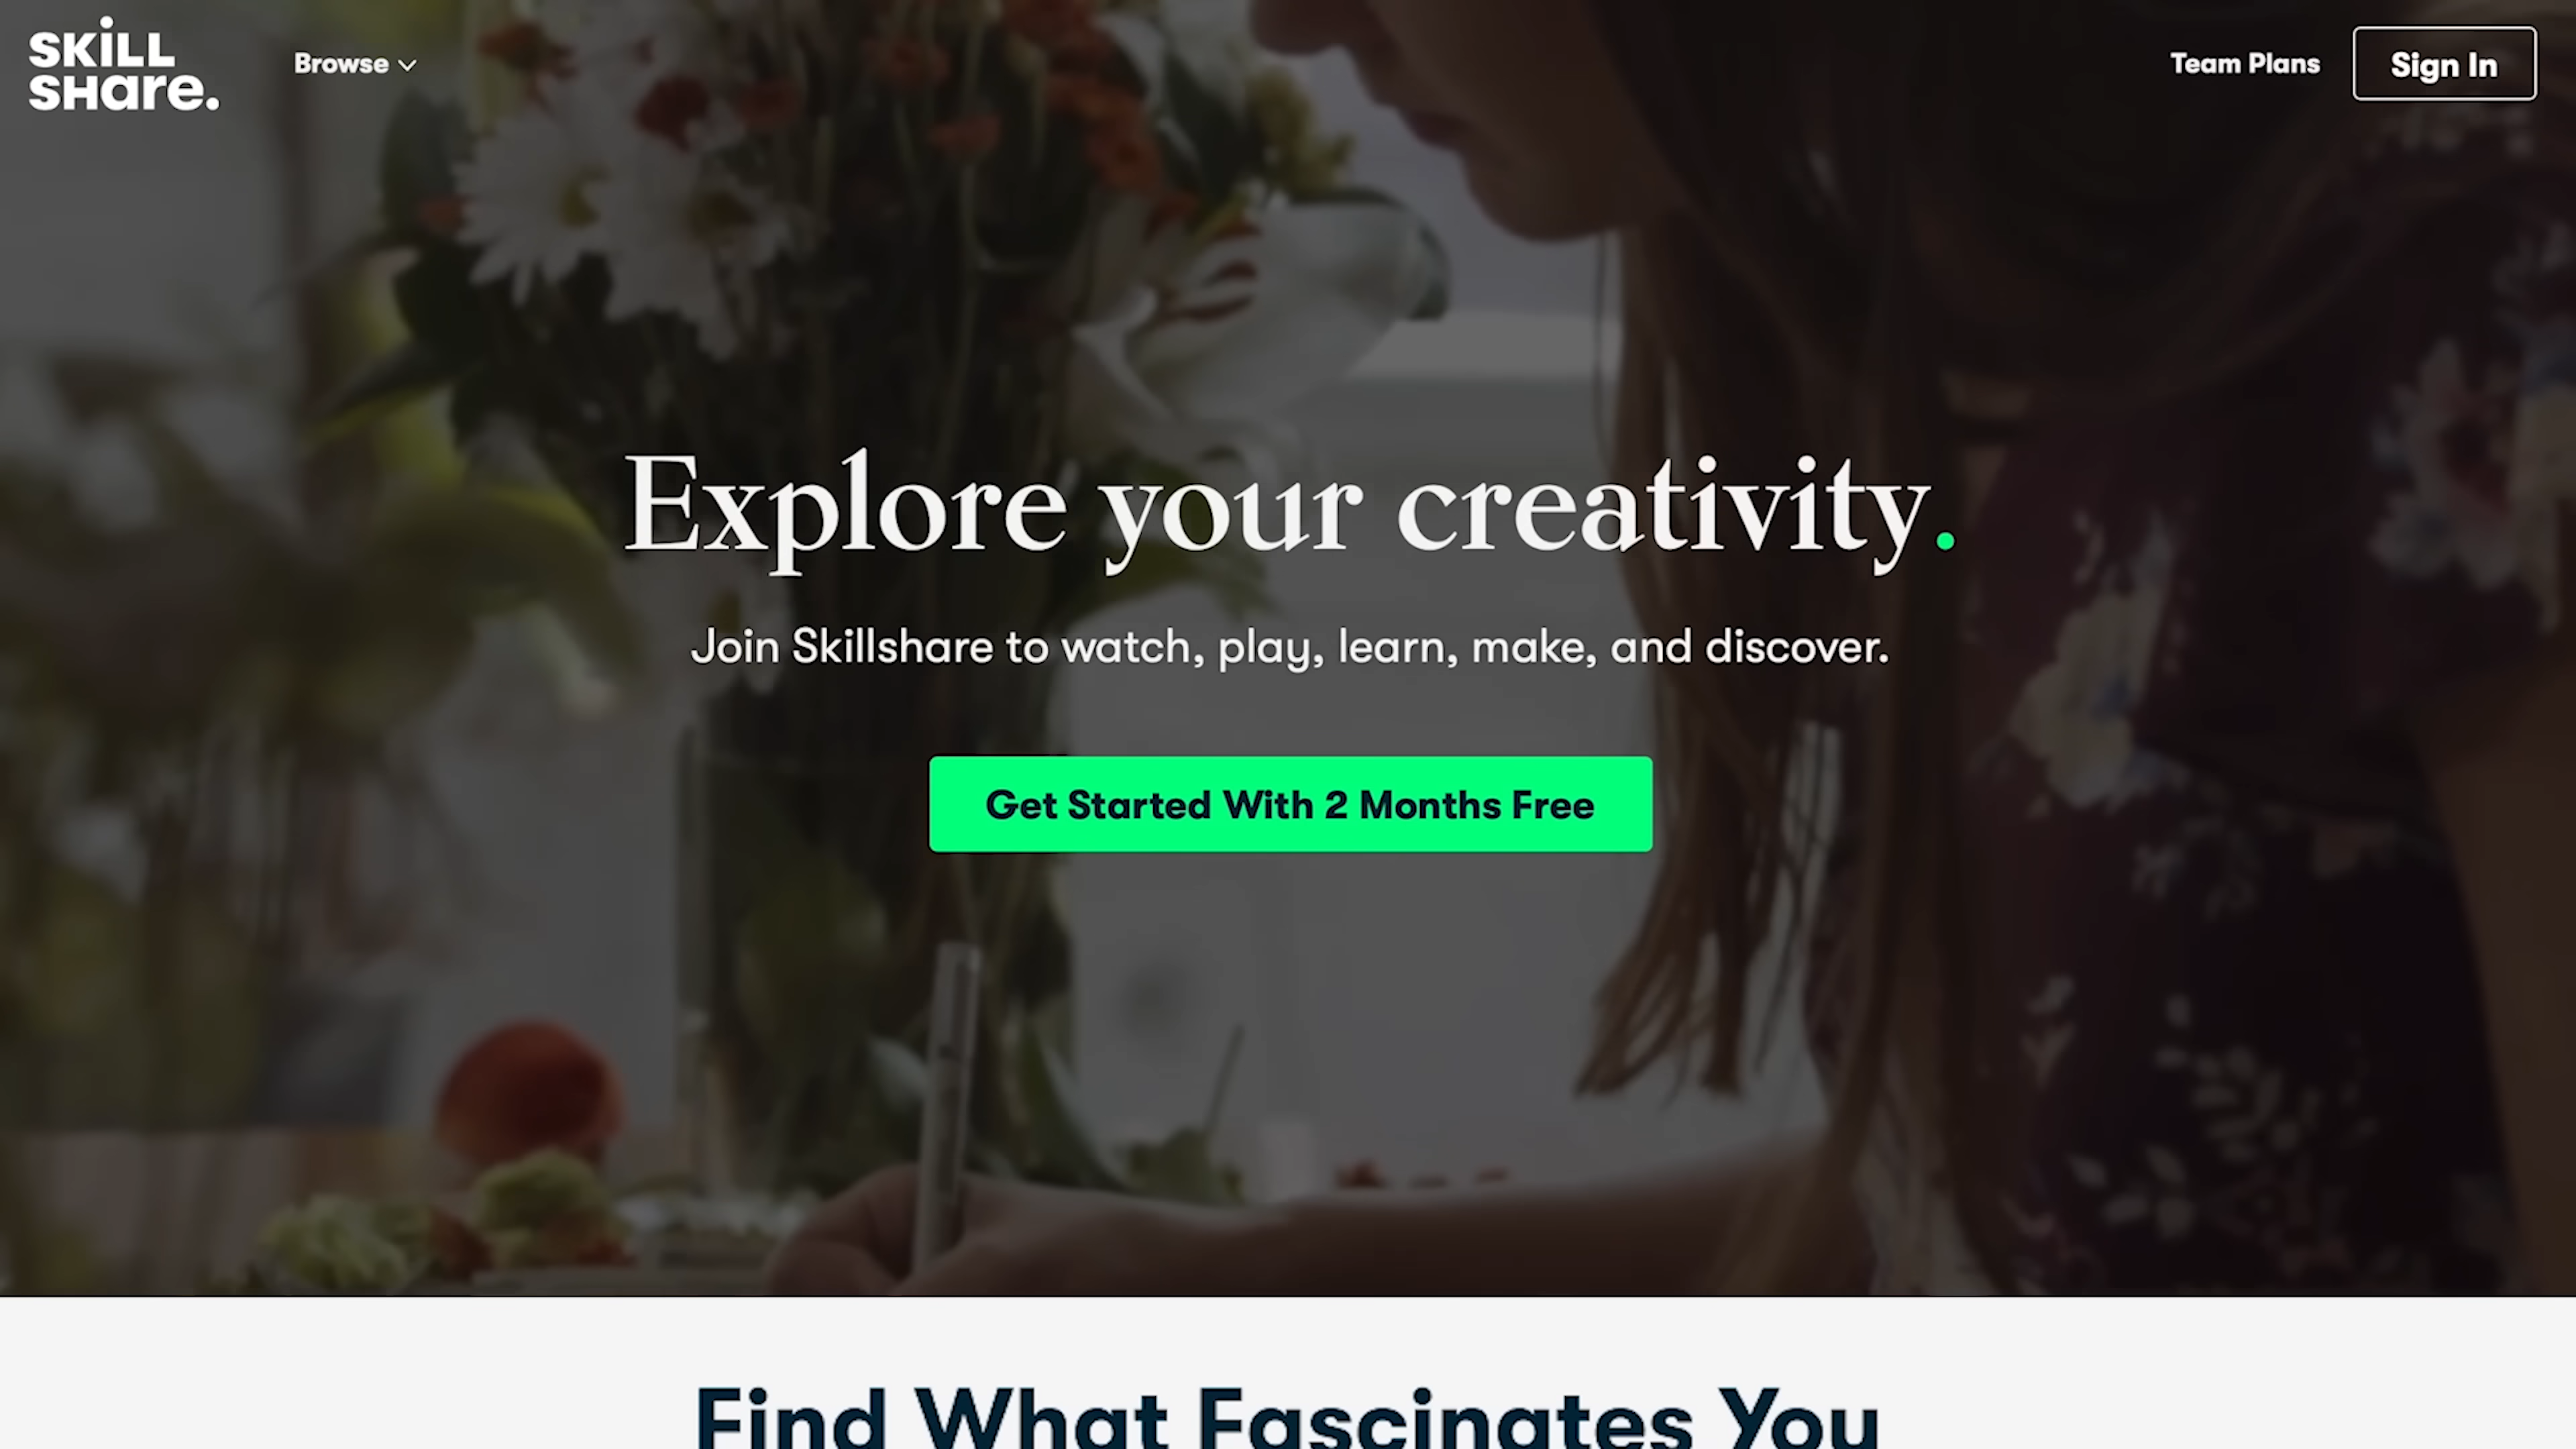 SKiLL
SHare.
Browse
Team Plans
Sign In
Explore your creativity.
Join Skillshare to watch, play, learn, make, and discover.
Get Started With 2 Months Free
Find What Fascinates You